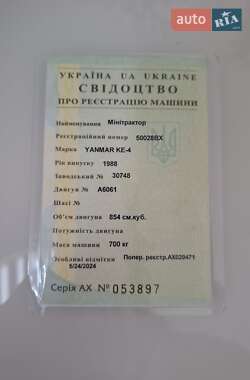 auto RIA
УКРАЇНА UA UKRAINE
СВІДОЦТВО
ПРО РЕЄСТРАЦІЮ МАШИНИ
Найменування Мінітрактор
Реєстраційний номер 50028ВХ
Марка YANMAR KE-4
Рік випуску 1988
Заводський № 30748
Двигун № A6061
Шасі №
Об'єм двигуна 854 см.куб.
Потужність двигуна
Маса машини 700 кг
Особливі відмітки Попер. реєстр.АХ029471
5/24/2024
Серія АХ № 053897